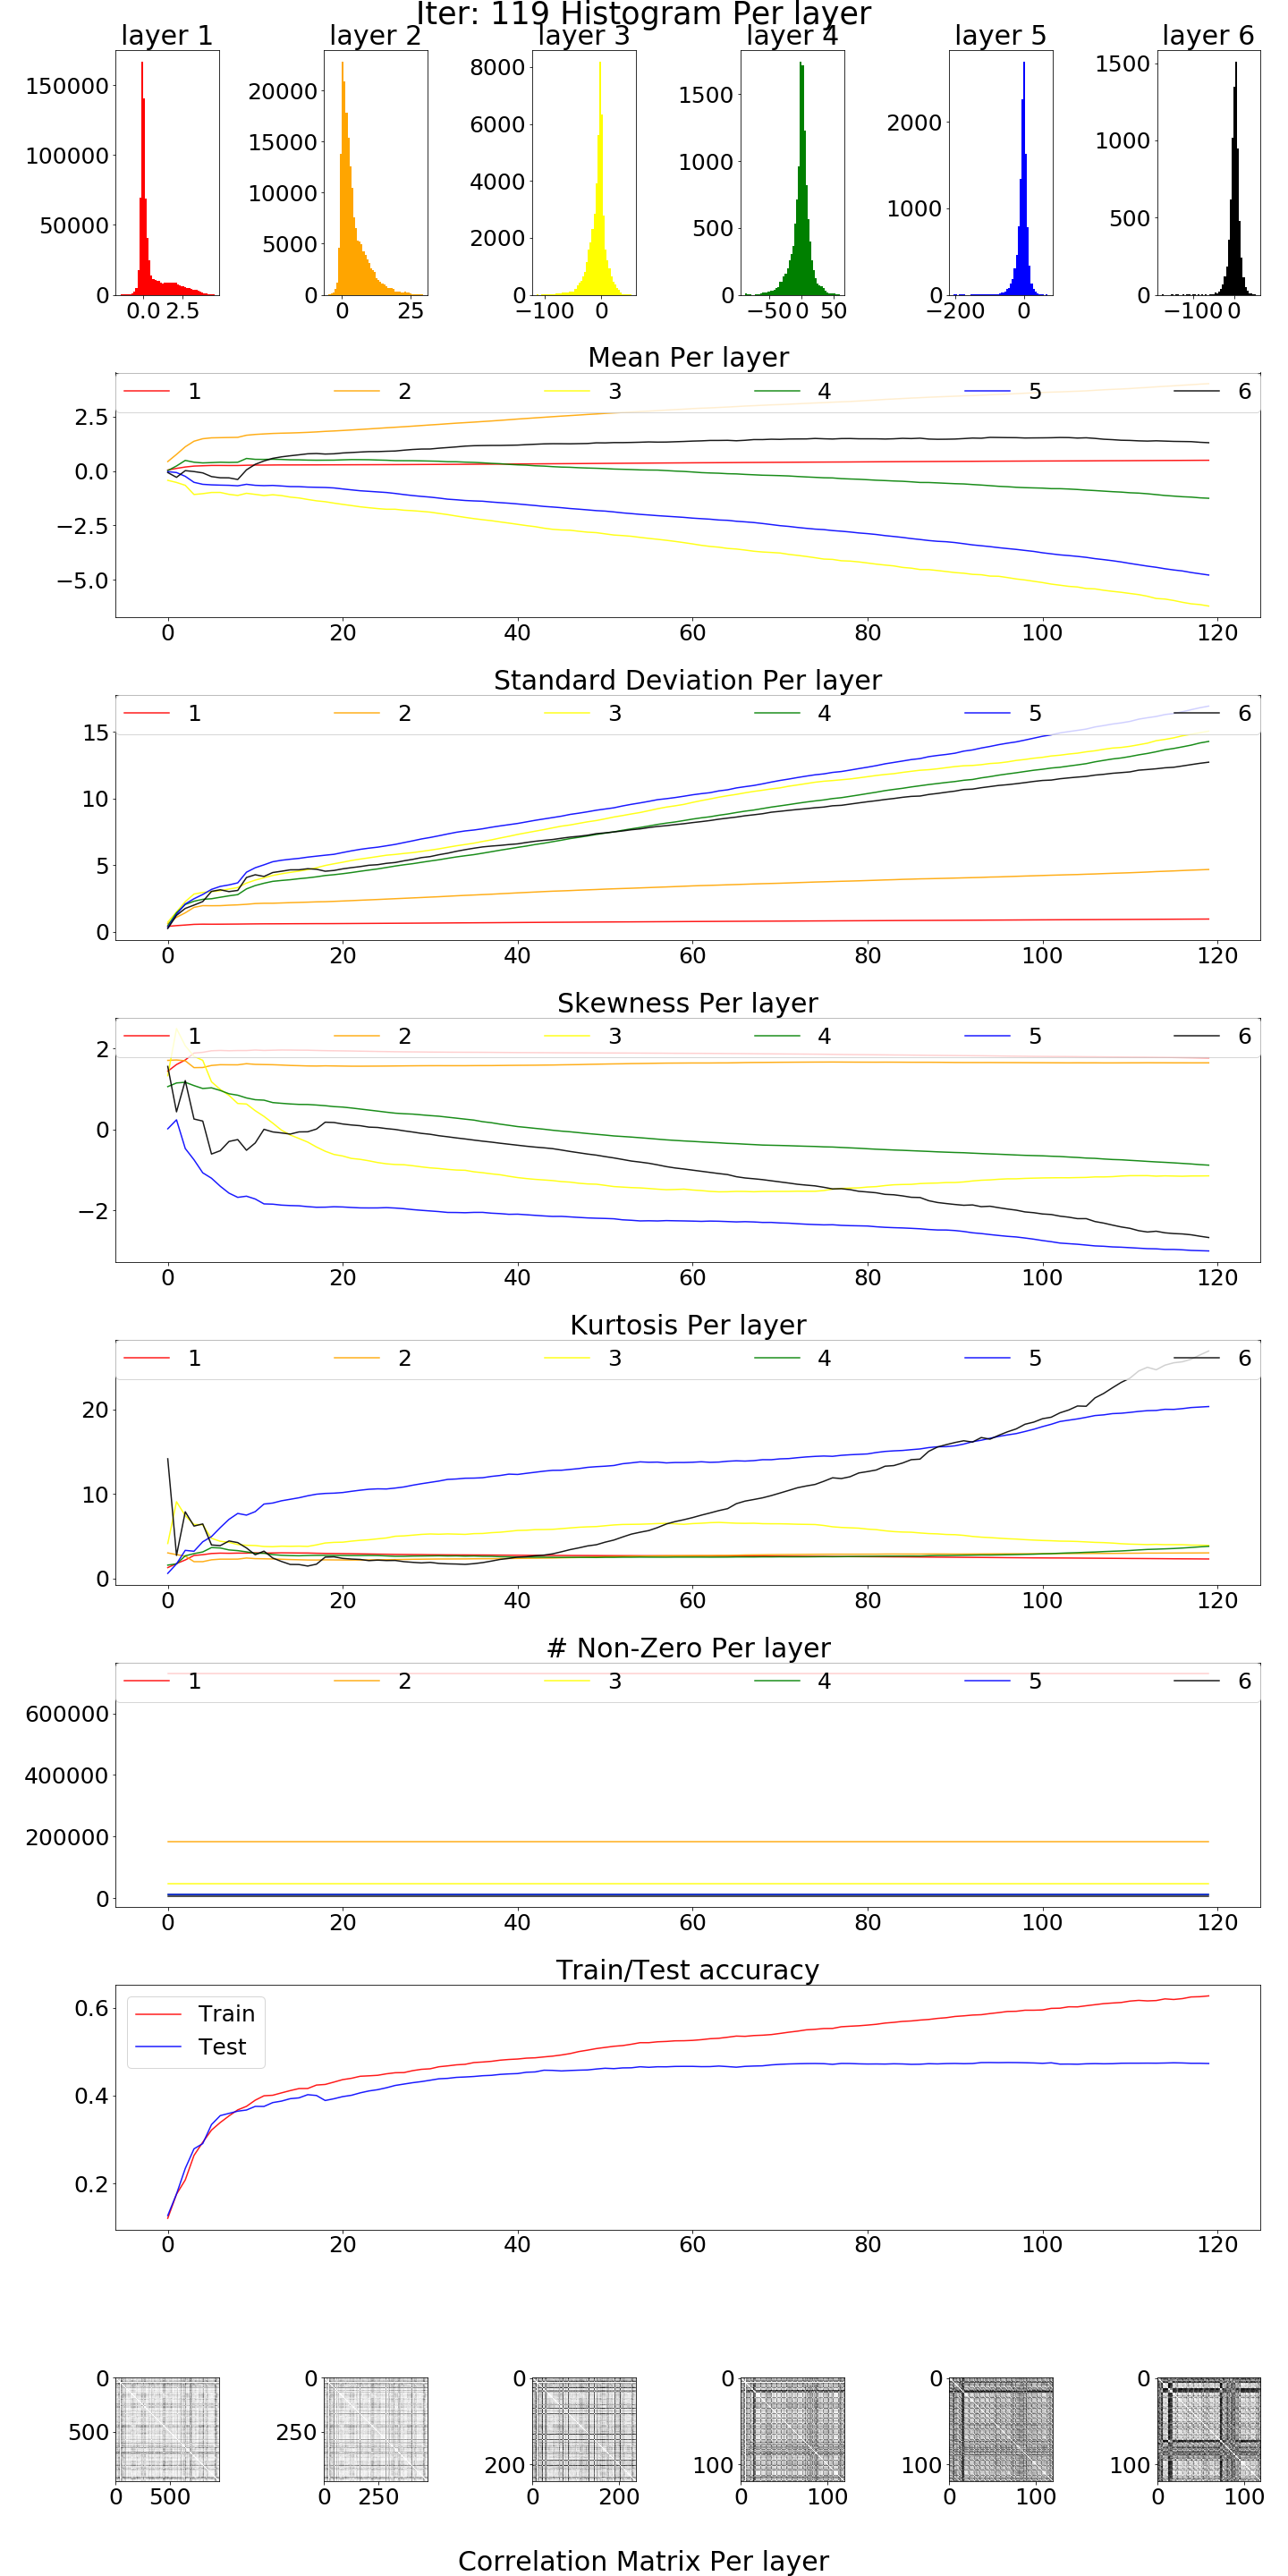 Iter: 119 Histogram Per layer
layer 1 layer 2 layer 3 layer 4 layer 5 layer 6
150000 100000 50000 0
0.0 2.5
20000 15000 10000 5000 0
0 25
8000 6000 4000 2000 0
−100 0
1500 1000 500 0
−50 0 50
2000 1000 0
−200 0
1500 1000 500 0
−100 0
Mean Per layer
1 2 3 4 5 6
2.5
0.0
−2.5
−5.0
0 20 40 60 80 100 120
Standard Deviation Per layer
1 2 3 4 5 6
15
10
5
0
0 20 40 60 80 100 120
Skewness Per layer
1 2 3 4 5 6
2
0
−2
0 20 40 60 80 100 120
Kurtosis Per layer
1 2 3 4 5 6
20
10
0
0 20 40 60 80 100 120
# Non-Zero Per layer
1 2 3 4 5 6
600000
400000
200000
0
0 20 40 60 80 100 120
Train/Test accuracy
Train
Test
0.6
0.4
0.2
0 20 40 60 80 100 120
0 500
0 500
0 250
0 250
0 200
0 200
0 100
0 100
0 100
0 100
0 100
0 100
Correlation Matrix Per layer